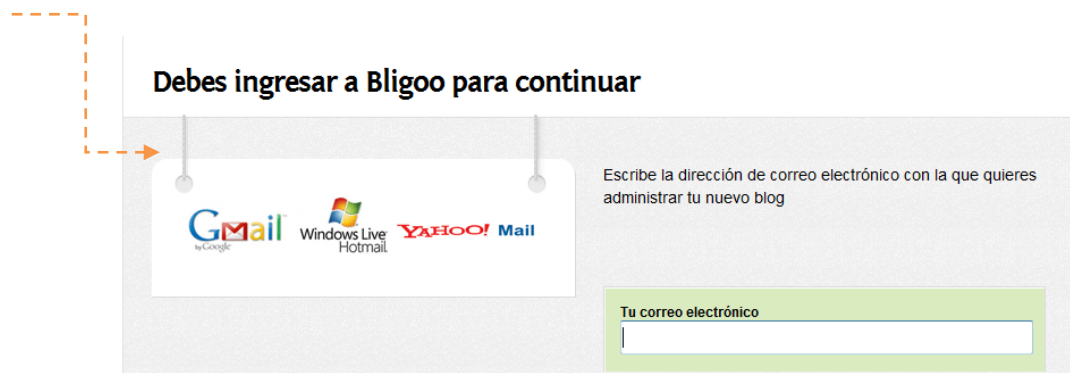 Debes ingresar a Bligoo para continuar
Escribe la dirección de correo electrónico con la que quieres
administrar tu nuevo blog
Gmail
by Google
Windows Live
Hotmail
YAHOO! Mail
Tu correo electrónico